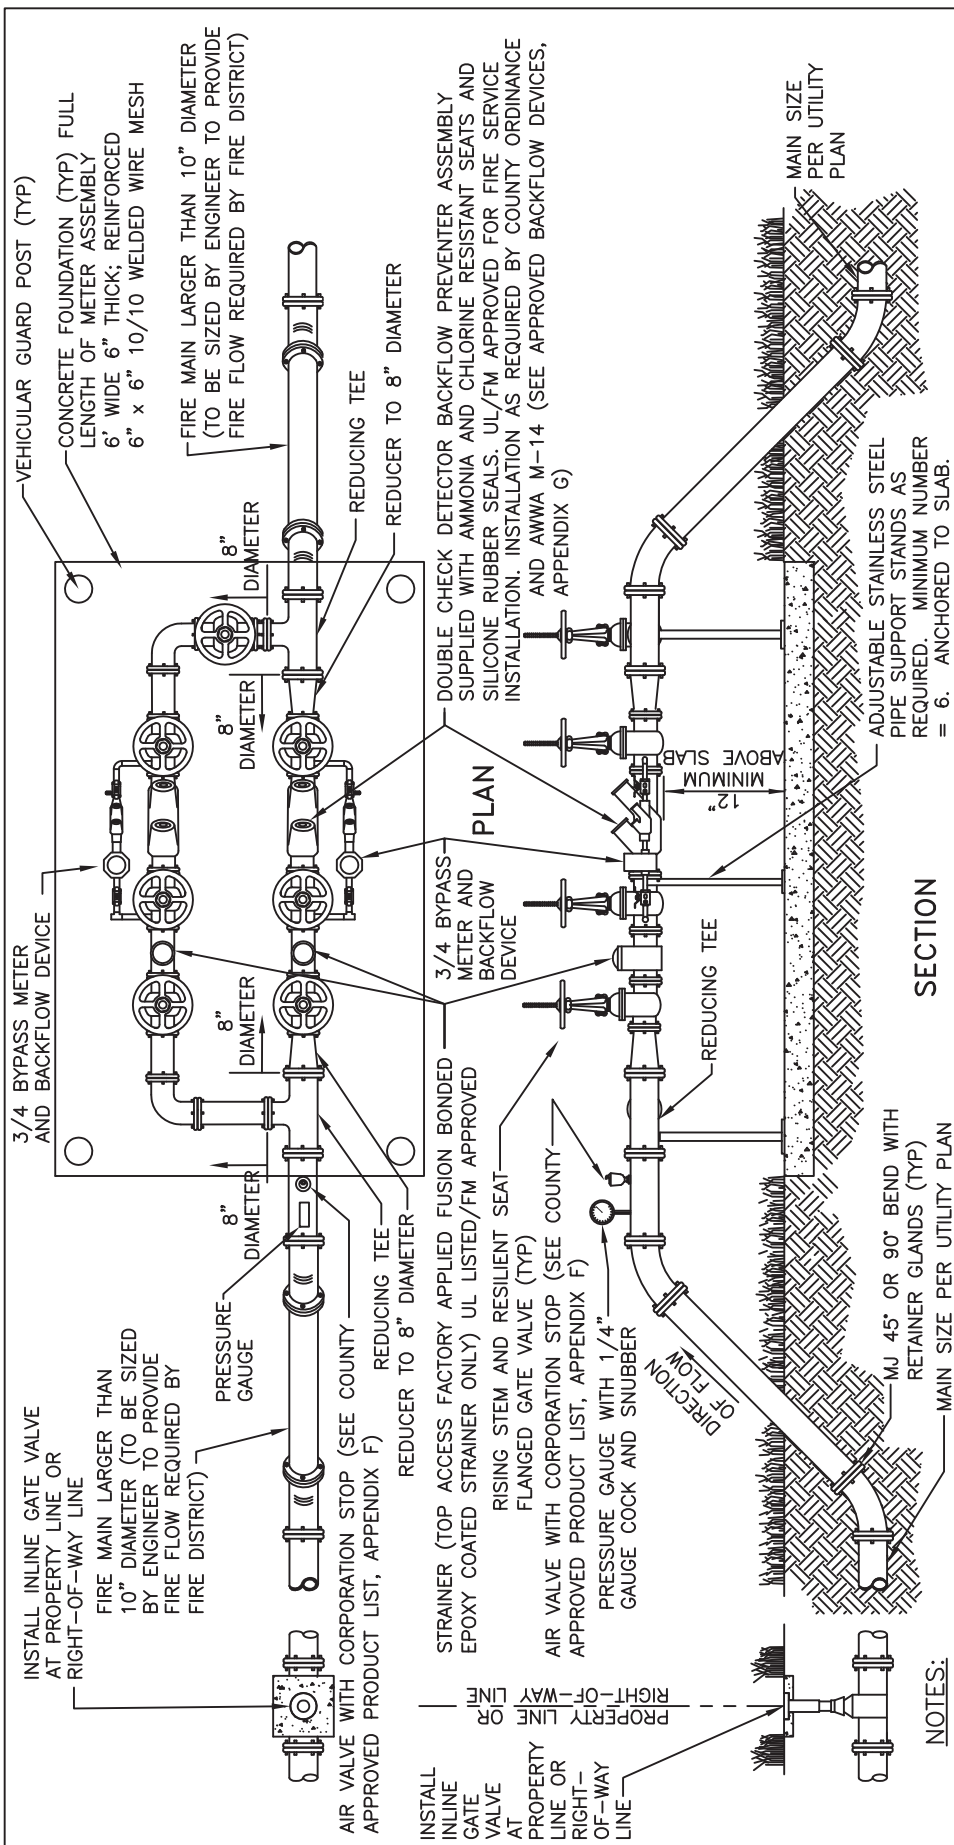 INSTALL INLINE GATE VALVE
AT PROPERTY LINE OR
RIGHT-OF-WAY LINE
FIRE MAIN LARGER THAN
10" DIAMETER (TO BE SIZED
BY ENGINEER TO PROVIDE
FIRE FLOW REQUIRED BY
FIRE DISTRICT)
PRESSURE
GAUGE
8"
DIAMETER
3/4 BYPASS METER
AND BACKFLOW DEVICE
8"
DIAMETER
8"
DIAMETER
8"
DIAMETER
VEHICULAR GUARD POST (TYP)
CONCRETE FOUNDATION (TYP) FULL
LENGTH OF METER ASSEMBLY
6' WIDE 6" THICK; REINFORCED
6" x 6" 10/10 WELDED WIRE MESH
FIRE MAIN LARGER THAN 10" DIAMETER
(TO BE SIZED BY ENGINEER TO PROVIDE
FIRE FLOW REQUIRED BY FIRE DISTRICT)
REDUCING TEE
REDUCER TO 8" DIAMETER
AIR VALVE WITH CORPORATION STOP (SEE COUNTY
APPROVED PRODUCT LIST, APPENDIX F)
REDUCING TEE
REDUCER TO 8" DIAMETER
3/4 BYPASS
METER AND
BACKFLOW
DEVICE
PLAN
DOUBLE CHECK DETECTOR BACKFLOW PREVENTER ASSEMBLY
SUPPLIED WITH AMMONIA AND CHLORINE RESISTANT SEATS AND
SILICONE RUBBER SEALS. UL/FM APPROVED FOR FIRE SERVICE
INSTALLATION. INSTALLATION AS REQUIRED BY COUNTY ORDINANCE
AND AWWA M-14 (SEE APPROVED BACKFLOW DEVICES,
APPENDIX G)
STRAINER (TOP ACCESS FACTORY APPLIED FUSION BONDED
EPOXY COATED STRAINER ONLY) UL LISTED/FM APPROVED
RISING STEM AND RESILIENT SEAT
FLANGED GATE VALVE (TYP)
AIR VALVE WITH CORPORATION STOP (SEE COUNTY
APPROVED PRODUCT LIST, APPENDIX F)
PRESSURE GAUGE WITH 1/4"
GAUGE COCK AND SNUBBER
INSTALL
INLINE
GATE
VALVE
AT
PROPERTY
LINE OR
RIGHT-
OF-WAY
LINE
PROPERTY LINE OR
RIGHT-OF-WAY LINE
DIRECTION
OF FLOW
REDUCING TEE
12"
MINIMUM
ABOVE SLAB
MAIN SIZE
PER UTILITY
PLAN
MJ 45° OR 90° BEND WITH
RETAINER GLANDS (TYP)
MAIN SIZE PER UTILITY PLAN
ADJUSTABLE STAINLESS STEEL
PIPE SUPPORT STANDS AS
REQUIRED. MINIMUM NUMBER
= 6. ANCHORED TO SLAB.
SECTION
NOTES: